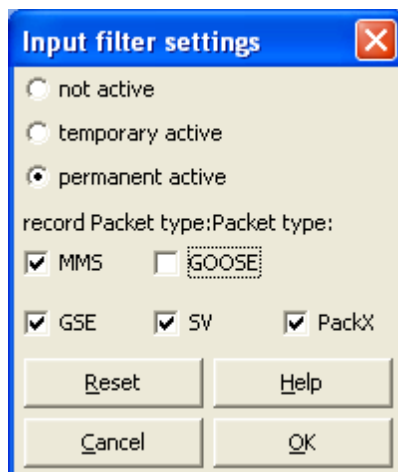 Input filter settings
not active
temporary active
permanent active
record Packet type:Packet type:
MMS GOOSE
GSE SV PackX
Reset Help
Cancel OK